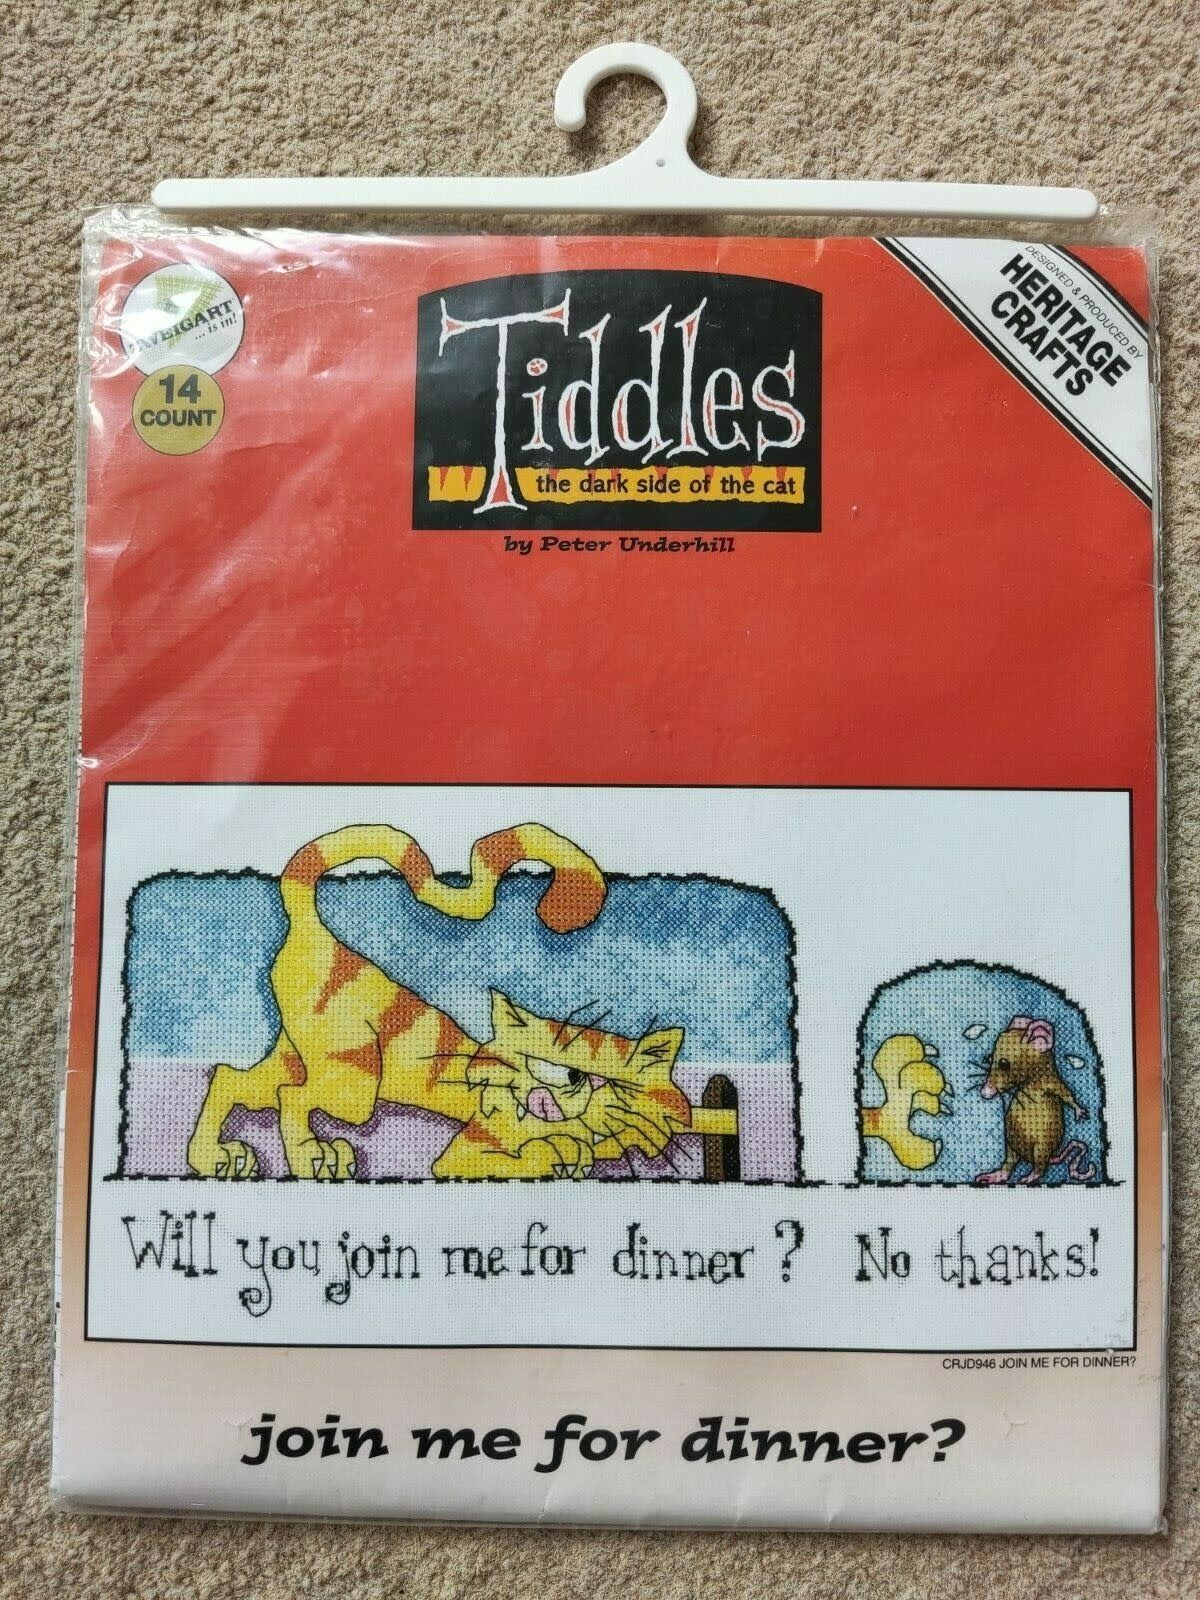 ZWEIGART
... is in!
14
COUNT
Tiddles
the dark side of the cat
by Peter Underhill
DESIGNED & PRODUCED BY
HERITAGE
CRAFTS
Will you join me for dinner ? No thanks!
CRJD946 JOIN ME FOR DINNER?
join me for dinner?